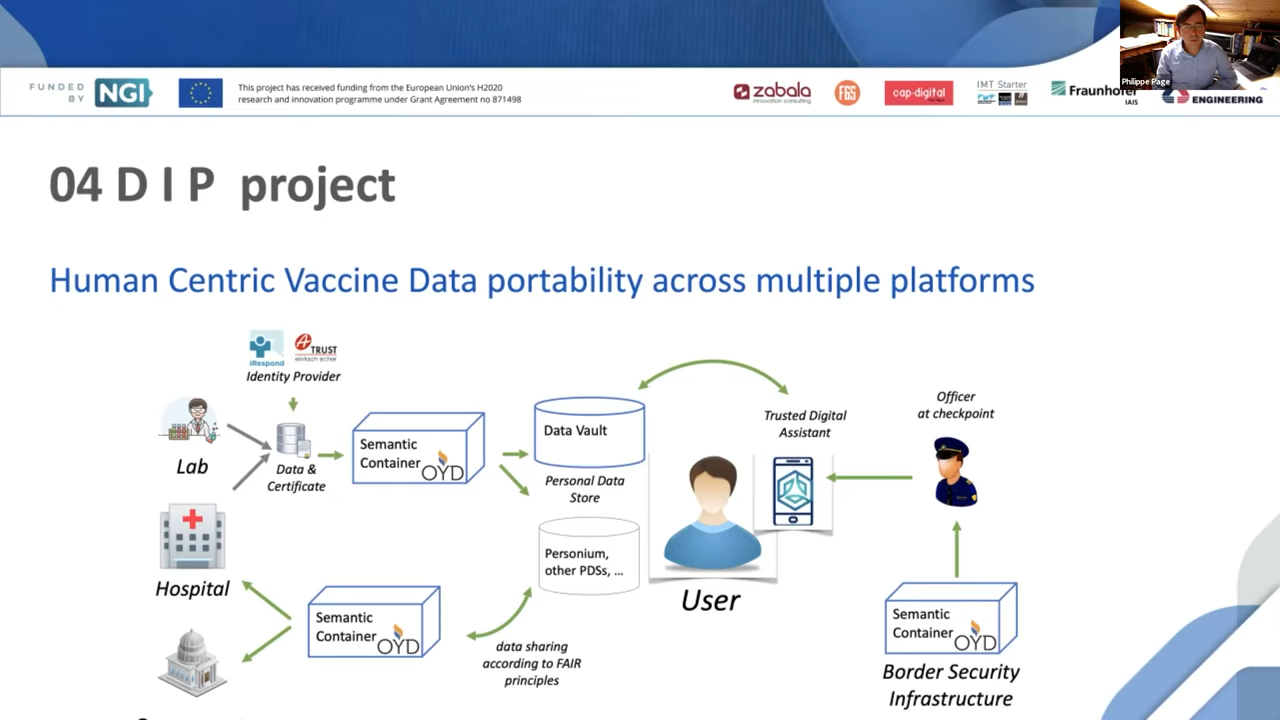 FUNDED
BY
NGI
This project has received funding from the European Union's H2020
research and innovation programme under Grant Agreement no 871498
zabala
innovation consulting
FGS
cap·digital
IMT Starter
Fraunhofer
IAIS
ENGINEERING
Philippe Page
04 D I P project
Human Centric Vaccine Data portability across multiple platforms
iRespond
A TRUST
einfach sicher
Identity Provider
Lab
Data &
Certificate
Semantic
Container
OYD
Data Vault
Personal Data
Store
Trusted Digital
Assistant
Officer
at checkpoint
Hospital
Personium,
other PDSs, ...
User
Semantic
Container
OYD
data sharing
according to FAIR
principles
Semantic
Container
OYD
Border Security
Infrastructure